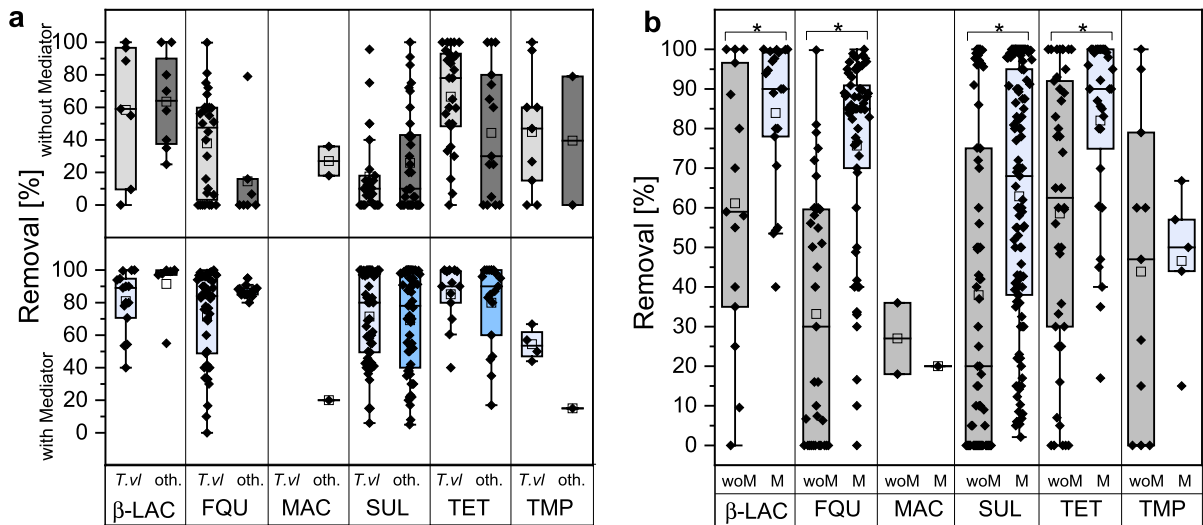 a
Removal [%]
without Mediator
with Mediator
100
80
60
40
20
0
100
80
60
40
20
0
T.vl oth. T.vl oth. T.vl oth. T.vl oth. T.vl oth. T.vl oth.
β-LAC FQU MAC SUL TET TMP
b
Removal [%]
* * * *
100
90
80
70
60
50
40
30
20
10
0
woM M woM M woM M woM M woM M woM M
β-LAC FQU MAC SUL TET TMP